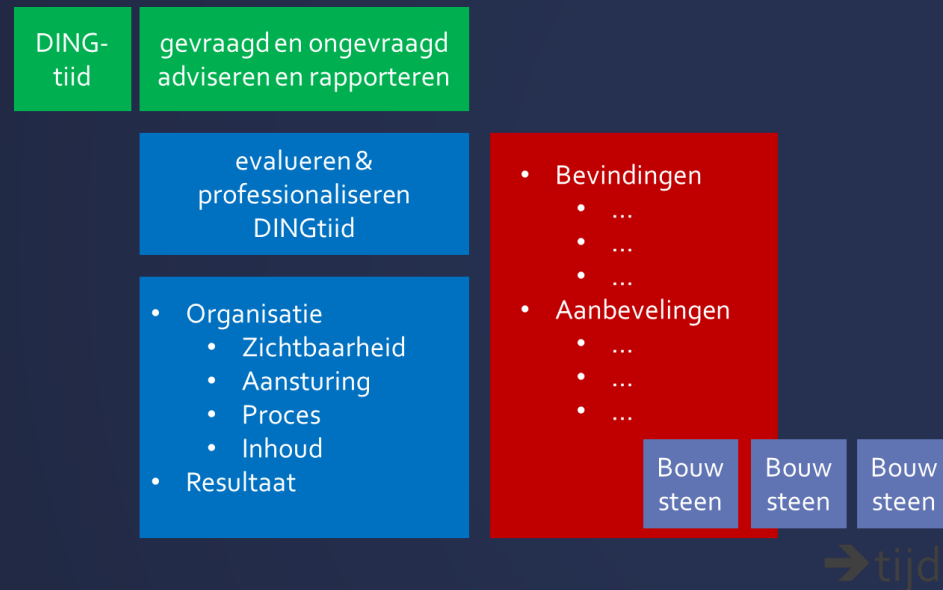 DING-
tiid
gevraagd en ongevraagd
adviseren en rapporteren
evalueren &
professionaliseren
DINGtiid
• Organisatie
• Zichtbaarheid
• Aansturing
• Proces
• Inhoud
• Resultaat
• Bevindingen
• ...
• ...
• ...
• Aanbevelingen
• ...
• ...
• ...
Bouw
steen
Bouw
steen
Bouw
steen
tijd